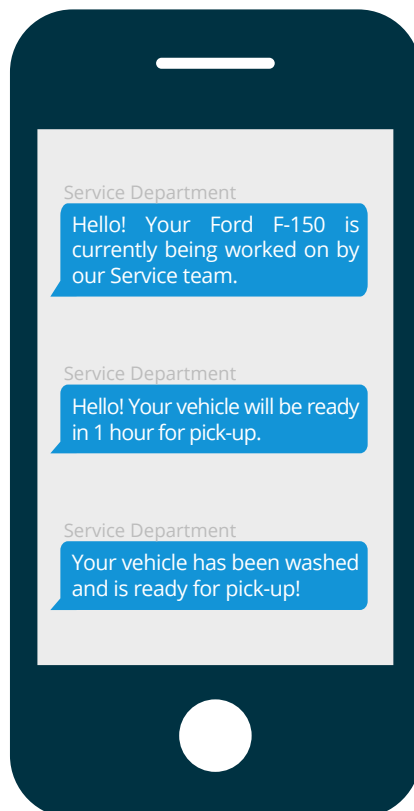 Service Department
Hello! Your Ford F-150 is
currently being worked on by
our Service team.
Service Department
Hello! Your vehicle will be ready
in 1 hour for pick-up.
Service Department
Your vehicle has been washed
and is ready for pick-up!